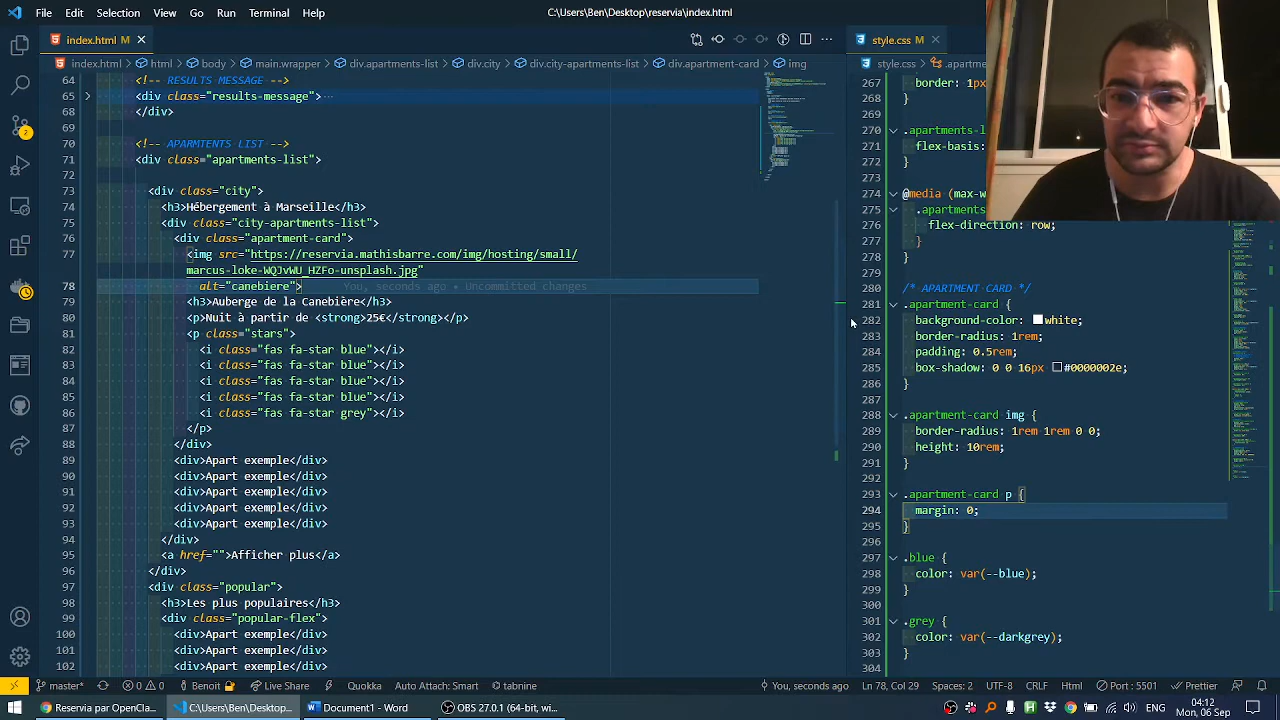 File Edit Selection View Go Run Terminal Help
C:\Users\Ben\Desktop\reservia\index.html
index.html M
style.css M
index.html > html > body > main.wrapper > div.apartments-list > div.city > div.city-apartments-list > div.apartment-card > img
style.css > .apartment
64 <!-- RESULTS MESSAGE -->
65 <div class="results-message"> ...
69 </div>
70 <!-- APARMTENTS LIST -->
71 <div class="apartments-list">
72
73 <div class="city">
74 <h3>Hébergement à Marseille</h3>
75 <div class="city-apartments-list">
76 <div class="apartment-card">
77 <img src="https://reservia.mathisbarre.com/img/hosting/small/
marcus-loke-WQJvWU_HZFo-unsplash.jpg"
78 alt="canebière"> You, seconds ago • Uncommitted changes
79 <h3>Auberge de la Canebière</h3>
80 <p>Nuit à partir de <strong>25€</strong></p>
81 <p class="stars">
82 <i class="fas fa-star blue"></i>
83 <i class="fas fa-star blue"></i>
84 <i class="fas fa-star blue"></i>
85 <i class="fas fa-star blue"></i>
86 <i class="fas fa-star grey"></i>
87 </p>
88 </div>
89 <div>Apart exemple</div>
90 <div>Apart exemple</div>
91 <div>Apart exemple</div>
92 <div>Apart exemple</div>
93 <div>Apart exemple</div>
94 </div>
95 <a href="">Afficher plus</a>
96 </div>
97 <div class="popular">
98 <h3>Les plus populaires</h3>
99 <div class="popular-flex">
100 <div>Apart exemple</div>
101 <div>Apart exemple</div>
102 <div>Apart exemple</div>
267 border: 1px
268 }
269
270 .apartments-l
271 flex-basis:
272 }
273
274 @media (max-w
275 .apartments
276 flex-direction: row;
277 }
278 }
279
280 /* APARTMENT CARD */
281 .apartment-card {
282 background-color: white;
283 border-radius: 1rem;
284 padding: 0.5rem;
285 box-shadow: 0 0 16px #0000002e;
286 }
287
288 .apartment-card img {
289 border-radius: 1rem 1rem 0 0;
290 height: 10rem;
291 }
292
293 .apartment-card p {
294 margin: 0;
295 }
296
297 .blue {
298 color: var(--blue);
299 }
300
301 .grey {
302 color: var(--darkgrey);
303 }
304
2
master* 0 0 Benoit Live Share Quokka Auto Attach: Smart tabnine You, seconds ago Ln 78, Col 29 Spaces: 2 UTF-8 CRLF Html Port : 5501 Prettier
Reservia par OpenCla... C:\Users\Ben\Desktop... Document1 - Word OBS 27.0.1 (64-bit, wi...
04:12
Mon, 06 Sep